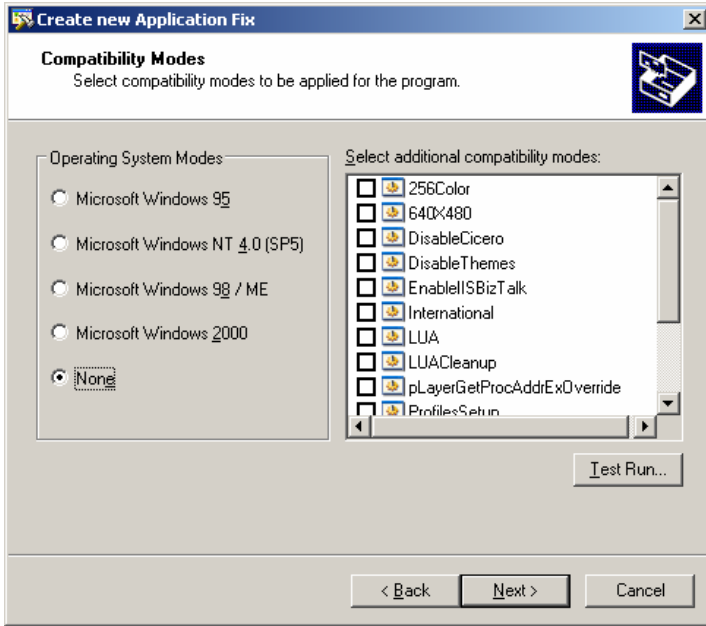 Create new Application Fix
Compatibility Modes
Select compatibility modes to be applied for the program.
Operating System Modes
Microsoft Windows 95
Microsoft Windows NT 4.0 (SP5)
Microsoft Windows 98 / ME
Microsoft Windows 2000
None
Select additional compatibility modes:
256Color
640X480
DisableCicero
DisableThemes
EnableIISBizTalk
International
LUA
LUACleanup
pLayerGetProcAddrExOverride
ProfilesSetup
Test Run...
< Back
Next >
Cancel